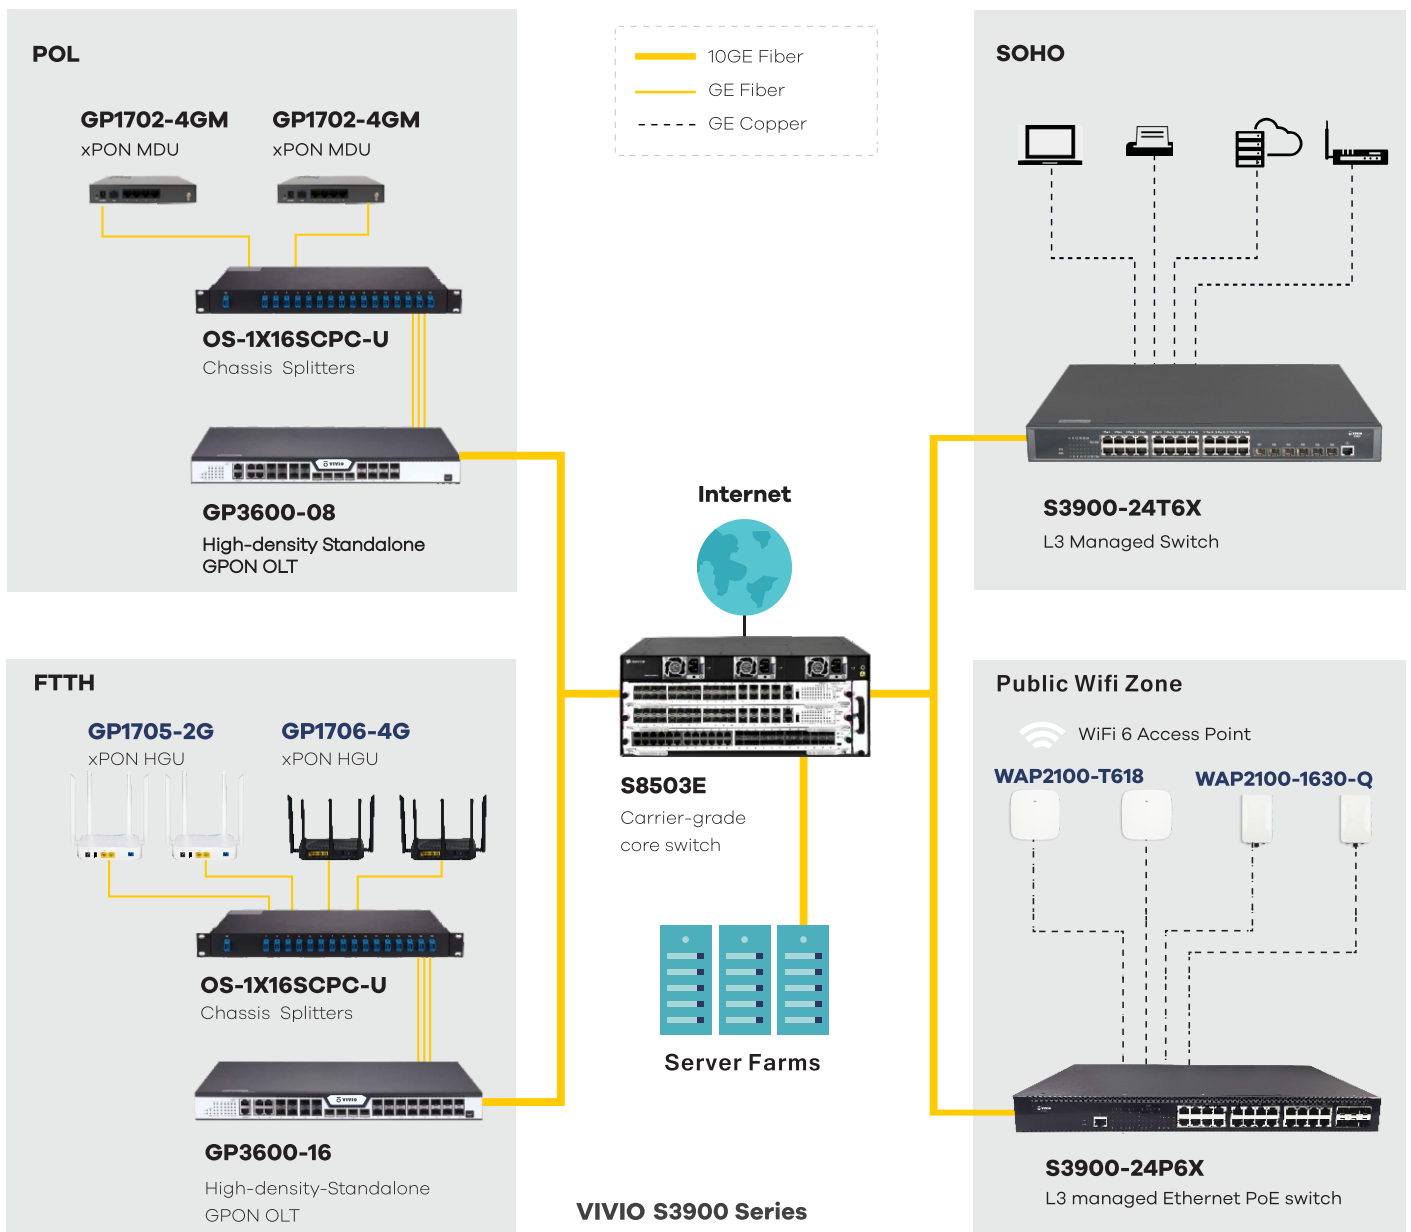 POL
GP1702-4GM
xPON MDU
GP1702-4GM
xPON MDU
OS-1X16SCPC-U
Chassis Splitters
VIVIO
GP3600-08
High-density Standalone
GPON OLT
10GE Fiber
GE Fiber
GE Copper
SOHO
VIVIO
S3900-24T6X
L3 Managed Switch
Internet
S8503E
Carrier-grade
core switch
Server Farms
FTTH
GP1705-2G
xPON HGU
GP1706-4G
xPON HGU
OS-1X16SCPC-U
Chassis Splitters
VIVIO
GP3600-16
High-density-Standalone
GPON OLT
Public Wifi Zone
WiFi 6 Access Point
WAP2100-T618
WAP2100-1630-Q
VIVIO
S3900-24P6X
L3 managed Ethernet PoE switch
VIVIO S3900 Series